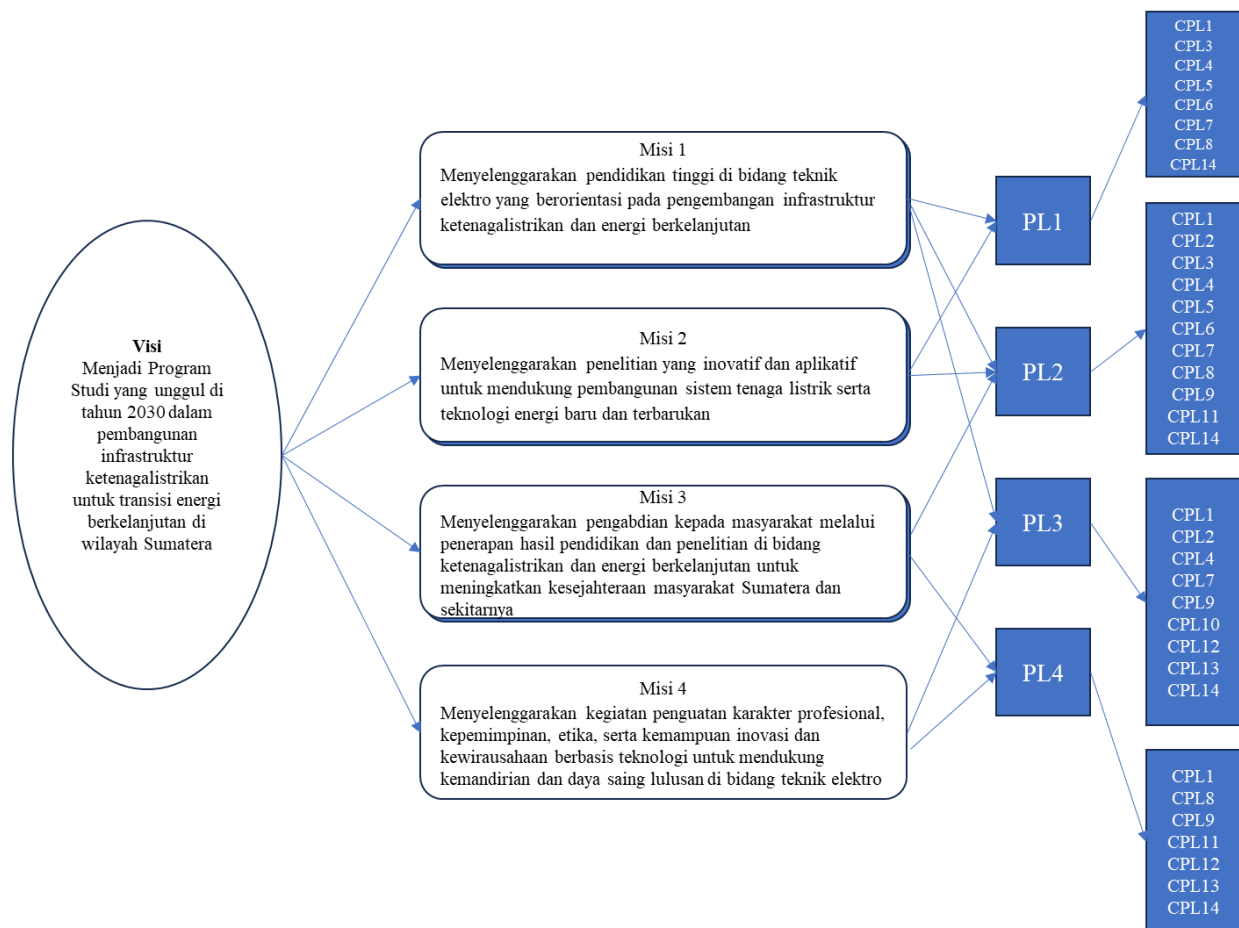 Visi
Menjadi Program
Studi yang unggul di
tahun 2030 dalam
pembangunan
infrastruktur
ketenagalistrikan
untuk transisi energi
berkelanjutan di
wilayah Sumatera
Misi 1
Menyelenggarakan pendidikan tinggi di bidang teknik
elektro yang berorientasi pada pengembangan infrastruktur
ketenagalistrikan dan energi berkelanjutan
Misi 2
Menyelenggarakan penelitian yang inovatif dan aplikatif
untuk mendukung pembangunan sistem tenaga listrik serta
teknologi energi baru dan terbarukan
Misi 3
Menyelenggarakan pengabdian kepada masyarakat melalui
penerapan hasil pendidikan dan penelitian di bidang
ketenagalistrikan dan energi berkelanjutan untuk
meningkatkan kesejahteraan masyarakat Sumatera dan
sekitarnya
Misi 4
Menyelenggarakan kegiatan penguatan karakter profesional,
kepemimpinan, etika, serta kemampuan inovasi dan
kewirausahaan berbasis teknologi untuk mendukung
kemandirian dan daya saing lulusan di bidang teknik elektro
PL1
PL2
PL3
PL4
CPL1
CPL3
CPL4
CPL5
CPL6
CPL7
CPL8
CPL14
CPL1
CPL2
CPL3
CPL4
CPL5
CPL6
CPL7
CPL8
CPL9
CPL11
CPL14
CPL1
CPL2
CPL4
CPL7
CPL9
CPL10
CPL12
CPL13
CPL14
CPL1
CPL8
CPL9
CPL11
CPL12
CPL13
CPL14